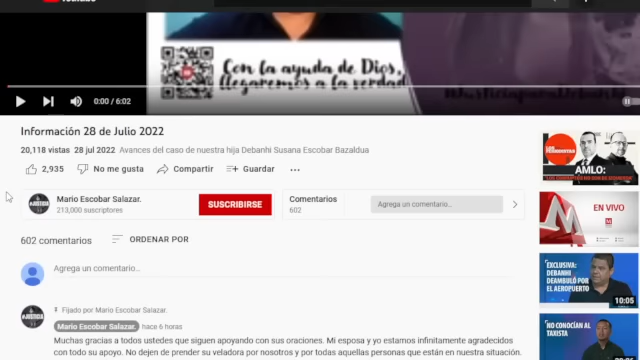 Con la ayuda de Dios,
llegaremos a la verdad
0:00 / 6:02
Información 28 de Julio 2022
20,118 vistas 28 jul 2022 Avances del caso de nuestra hija Debanhi Susana Escobar Bazaldua
2,935 No me gusta Compartir Guardar
Mario Escobar Salazar.
213,000 suscriptores
SUSCRIBIRSE
Comentarios
602
Agrega un comentario...
602 comentarios ORDENAR POR
Agrega un comentario...
Fijado por Mario Escobar Salazar.
Mario Escobar Salazar. hace 6 horas
Muchas gracias a todos ustedes que siguen apoyando con sus oraciones. Mi esposa y yo estamos infinitamente agradecidos
con todo su apoyo. No dejen de prender su veladora por nosotros y por todas aquellas personas que están en nuestra situación.
AMLO:
EN VIVO
EXCLUSIVA:
DEBANHI
DEAMBULÓ POR
EL AEROPUERTO
10:05
NO CONOCÍAN AL
TAXISTA